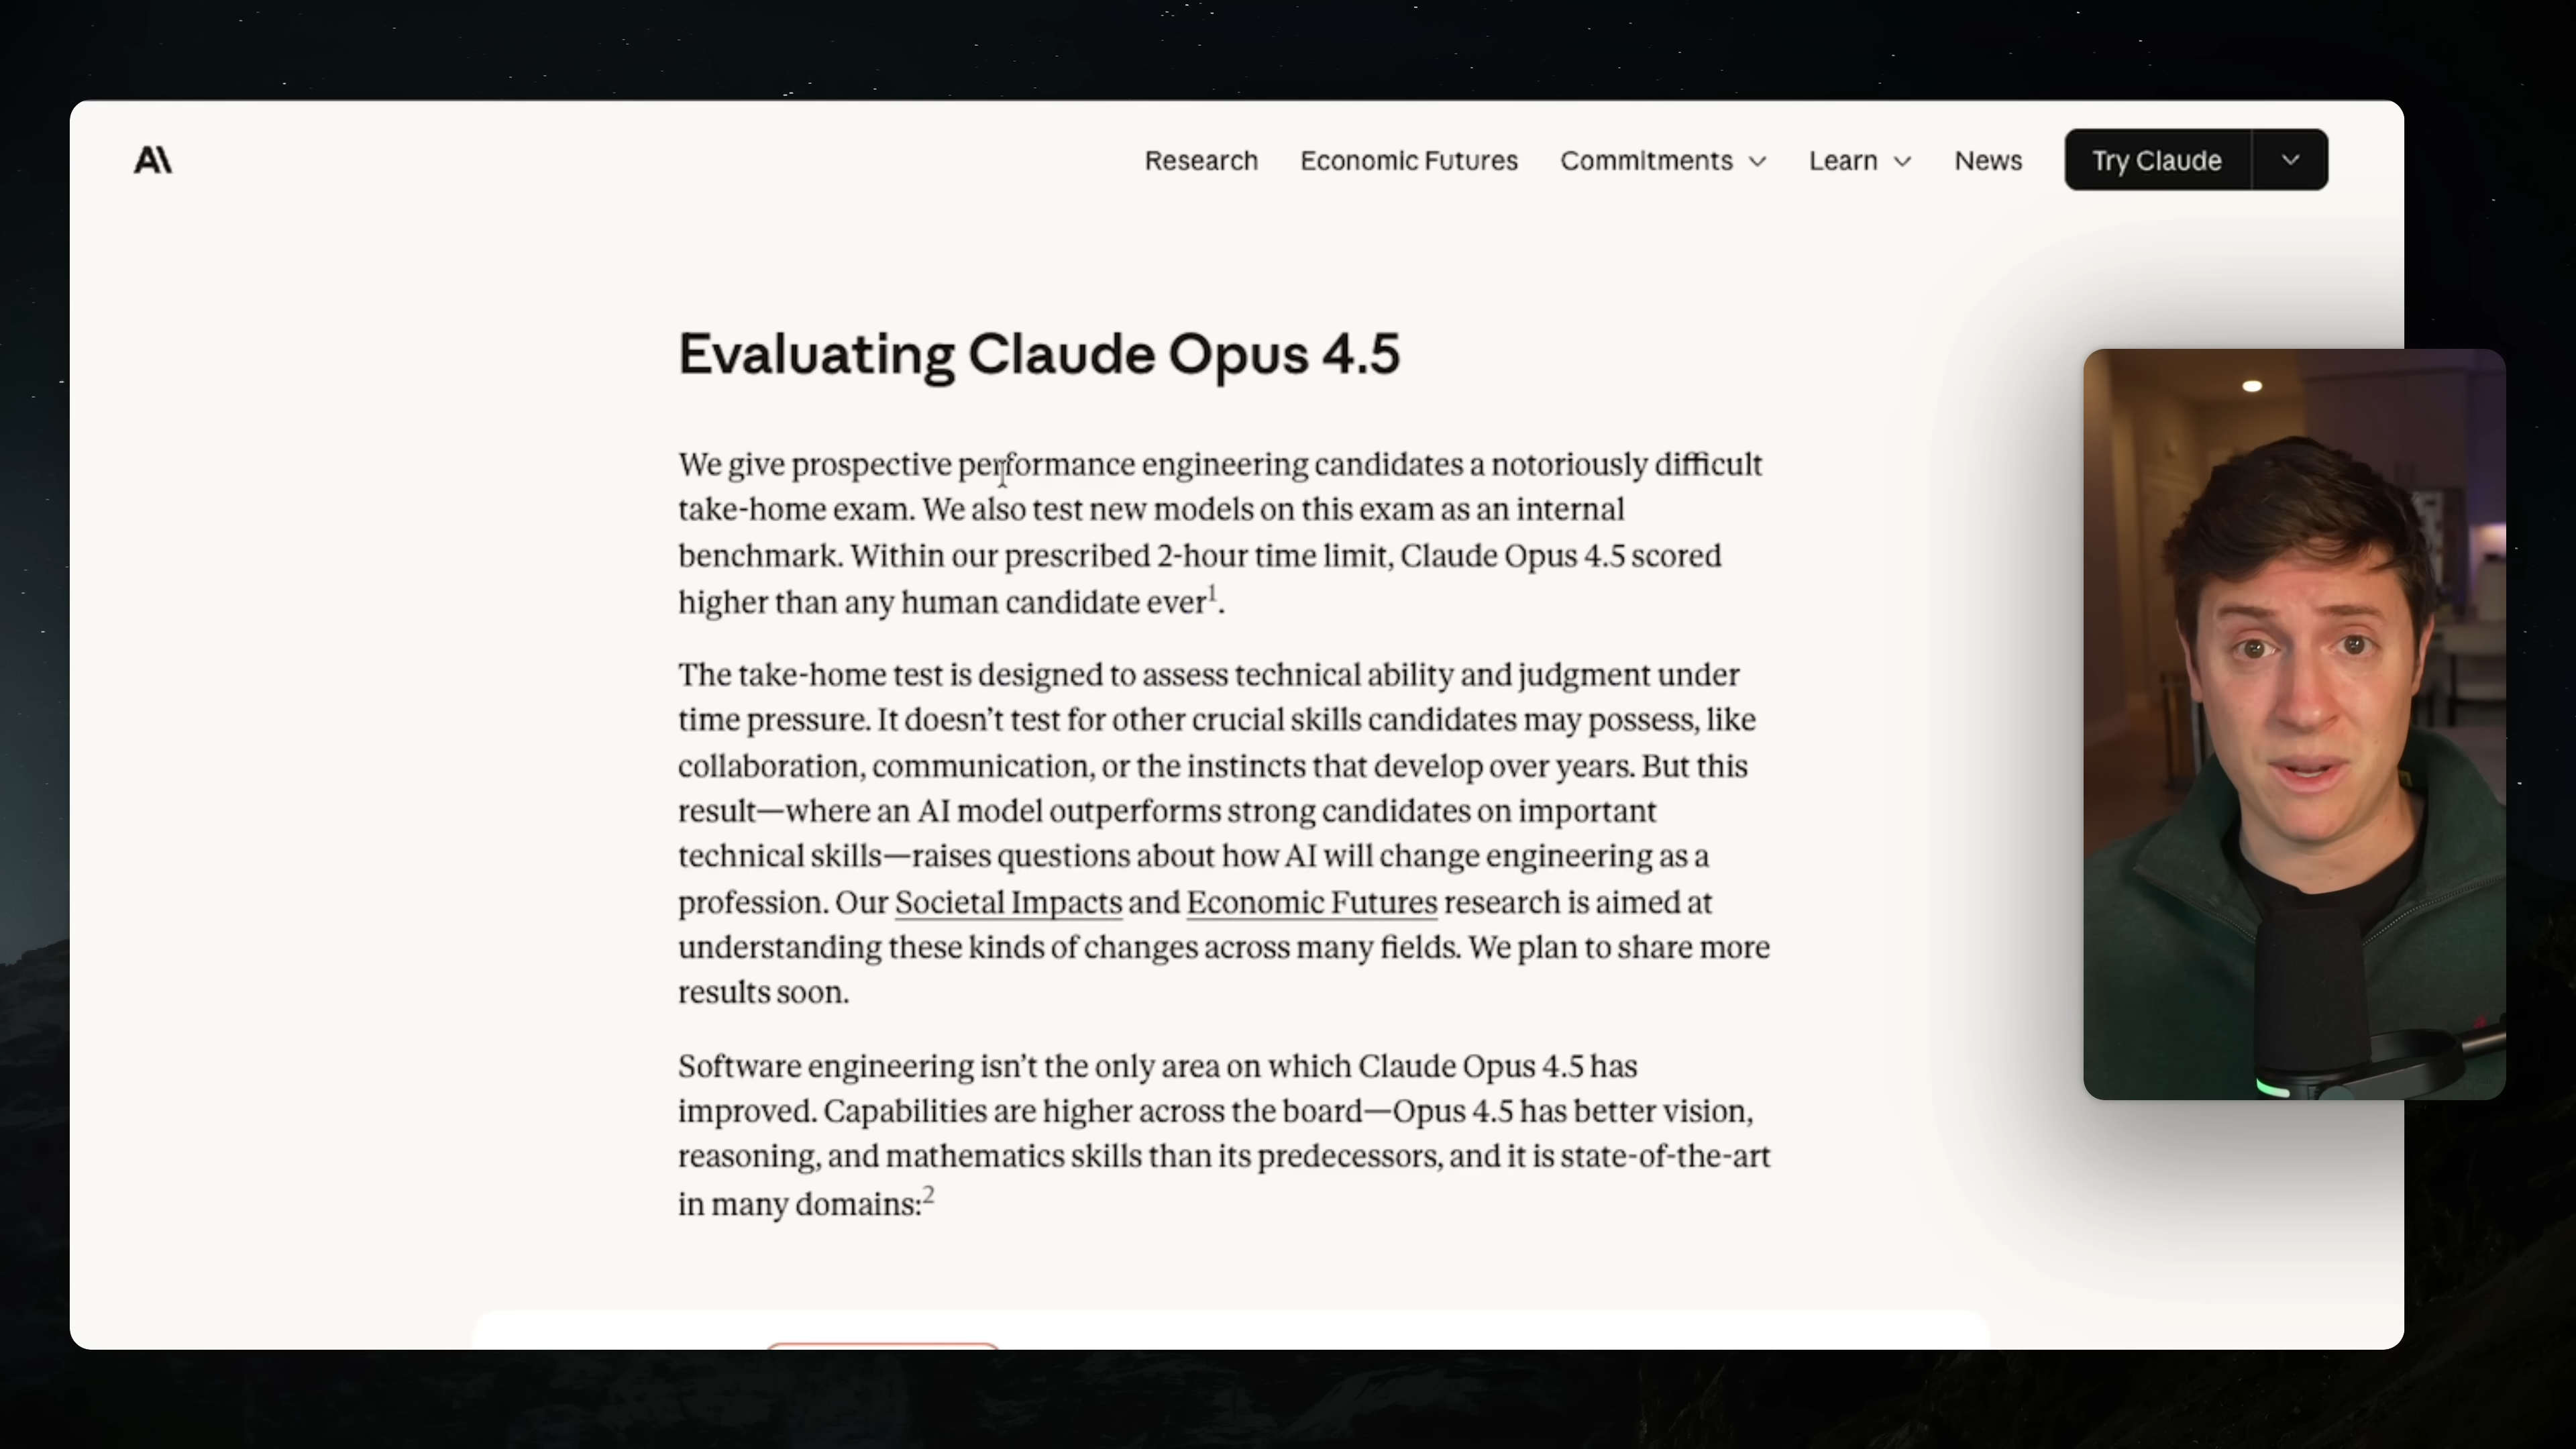 A\
Research Economic Futures Commitments Learn News Try Claude
Evaluating Claude Opus 4.5
We give prospective performance engineering candidates a notoriously difficult
take-home exam. We also test new models on this exam as an internal
benchmark. Within our prescribed 2-hour time limit, Claude Opus 4.5 scored
higher than any human candidate ever1.
The take-home test is designed to assess technical ability and judgment under
time pressure. It doesn’t test for other crucial skills candidates may possess, like
collaboration, communication, or the instincts that develop over years. But this
result—where an AI model outperforms strong candidates on important
technical skills—raises questions about how AI will change engineering as a
profession. Our Societal Impacts and Economic Futures research is aimed at
understanding these kinds of changes across many fields. We plan to share more
results soon.
Software engineering isn’t the only area on which Claude Opus 4.5 has
improved. Capabilities are higher across the board—Opus 4.5 has better vision,
reasoning, and mathematics skills than its predecessors, and it is state-of-the-art
in many domains:2